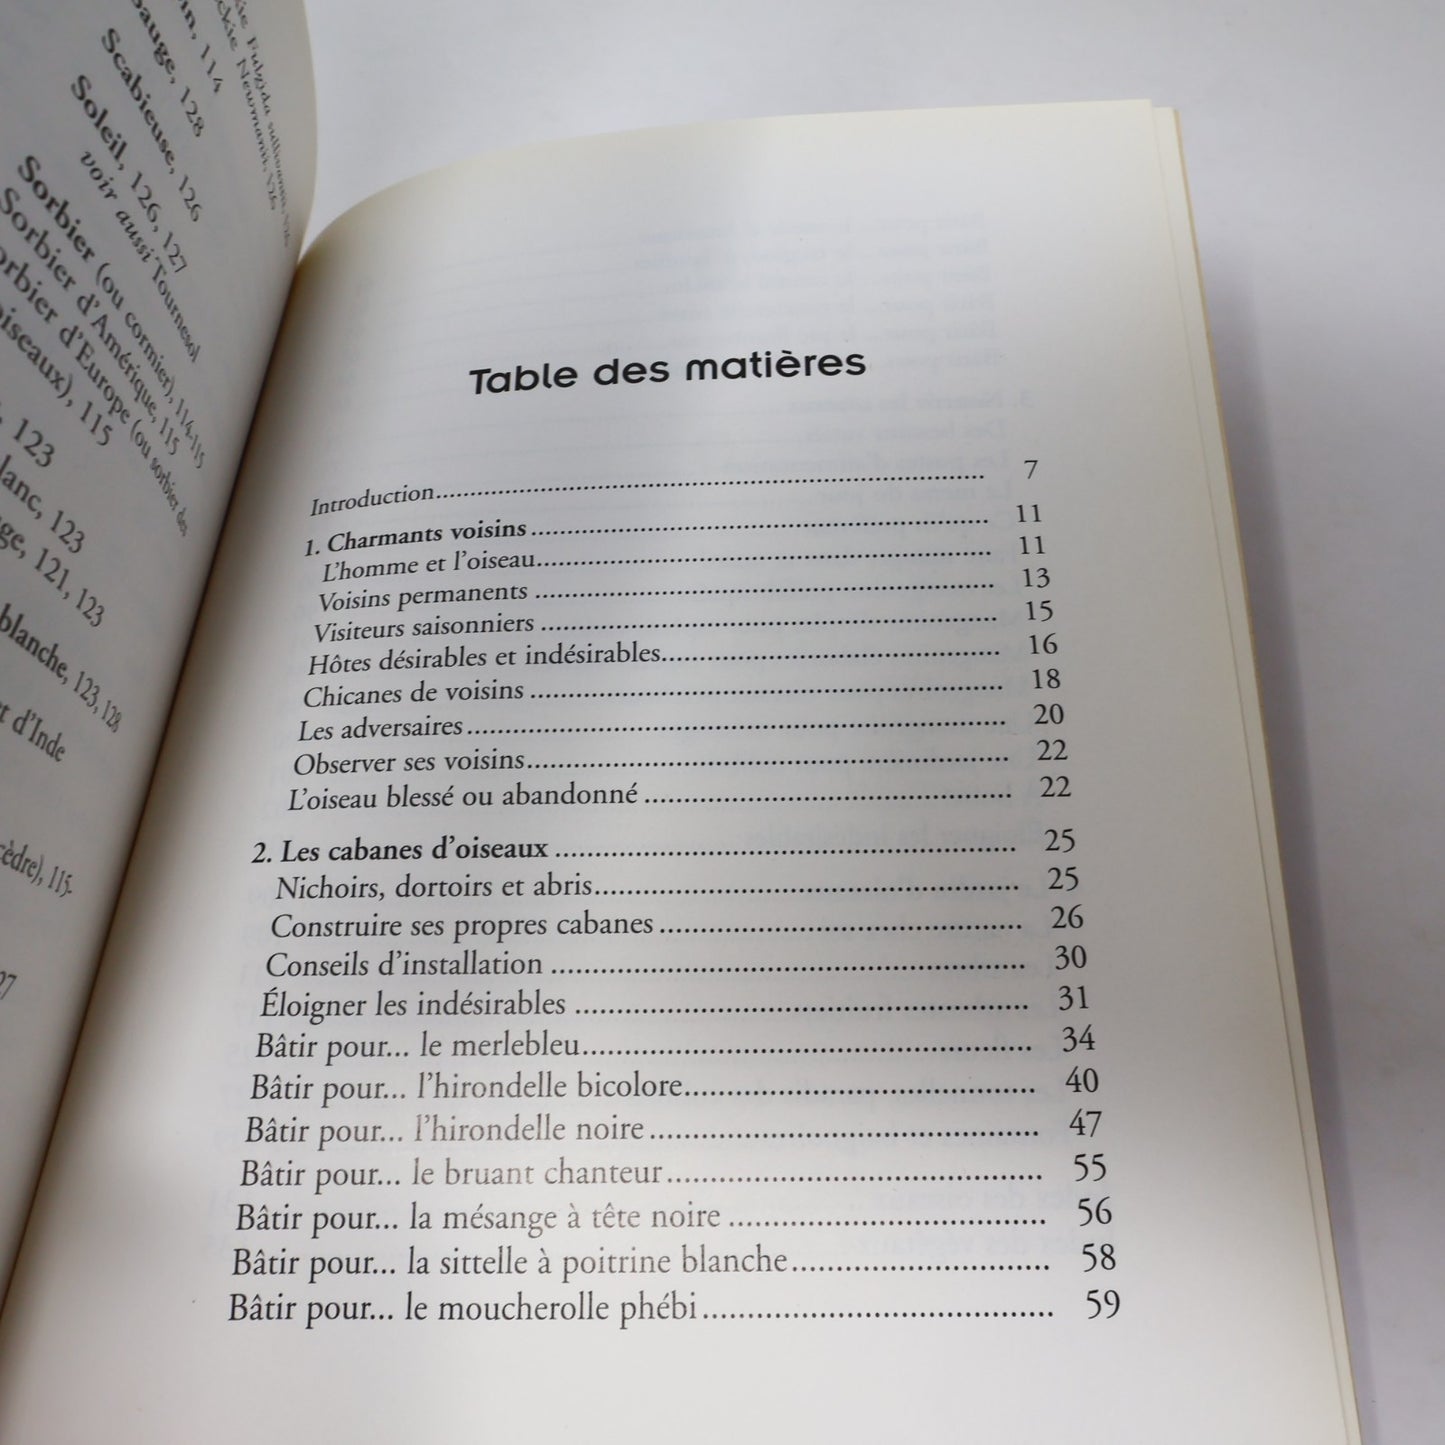 114
128
Scabieuse, 126
Soleil, 126, 127
voir aussi Tournesol
Sorbier (ou cormier), 114-115
Sorbier d'Amérique, 115
d'Europe (ou sorbier des
oiseaux), 115
123
123
121, 123
blanche, 123, 128
d'Inde
cèdre), 115-
Table des matières
Introduction 7
1. Charmants voisins 11
L'homme et l'oiseau 11
Voisins permanents 13
Visiteurs saisonniers 15
Hôtes désirables et indésirables 16
Chicanes de voisins 18
Les adversaires 20
Observer ses voisins 22
L'oiseau blessé ou abandonné 22
2. Les cabanes d'oiseaux 25
Nichoirs, dortoirs et abris 25
Construire ses propres cabanes 26
Conseils d'installation 30
Éloigner les indésirables 31
Bâtir pour... le merlebleu 34
Bâtir pour... l'hirondelle bicolore 40
Bâtir pour... l'hirondelle noire 47
Bâtir pour... le bruant chanteur 55
Bâtir pour... la mésange à tête noire 56
Bâtir pour... la sittelle à poitrine blanche 58
Bâtir pour... le moucherolle phébi 59